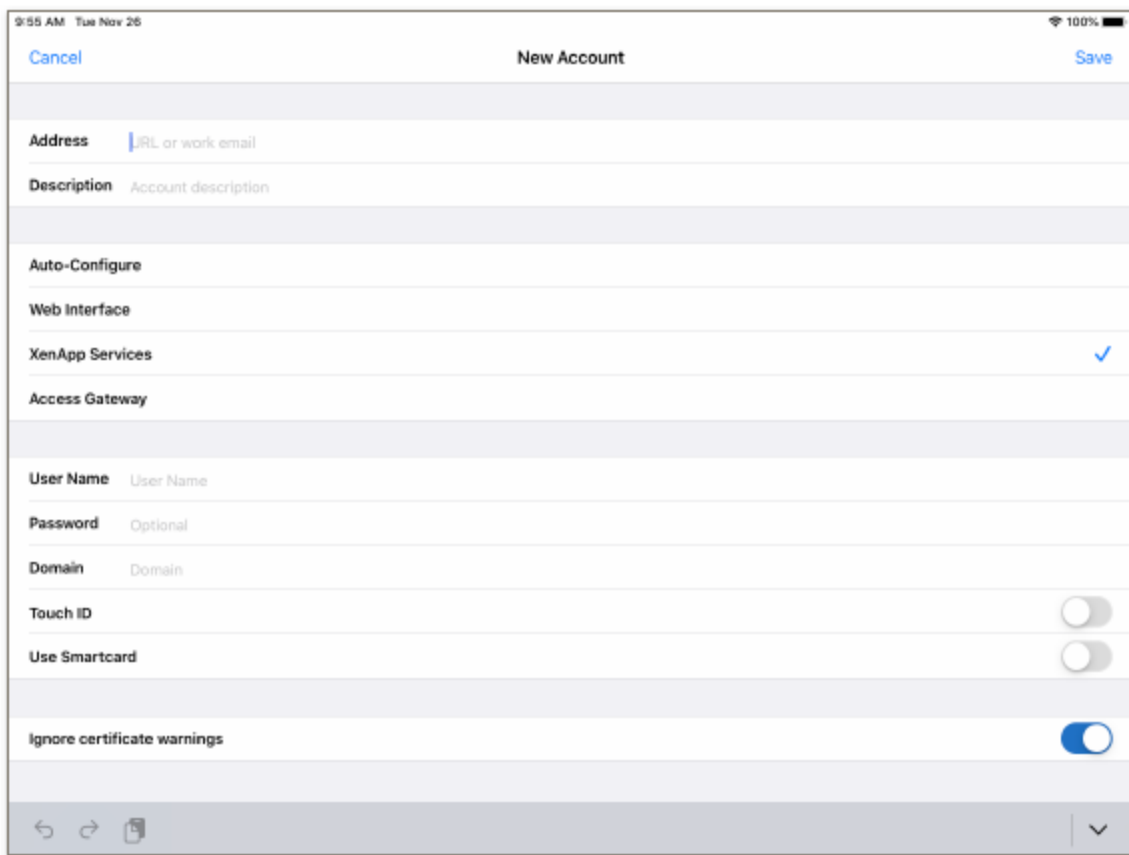 9:55 AM Tue Nov 26 100%
Cancel New Account Save
Address URL or work email
Description Account description
Auto-Configure
Web Interface
XenApp Services
Access Gateway
User Name User Name
Password Optional
Domain Domain
Touch ID
Use Smartcard
Ignore certificate warnings